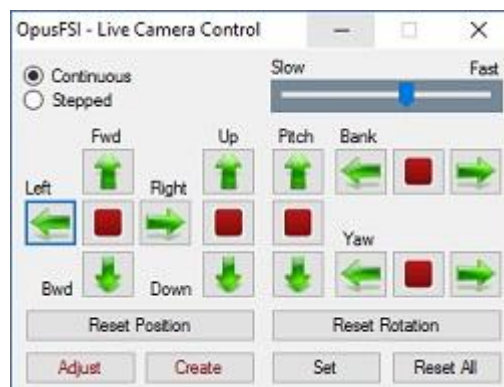 OpusFSI - Live Camera Control
Continuous
Stepped
Slow Fast
Fwd Up Pitch Bank
Left Right
Yaw
Bwd Down
Reset Position Reset Rotation
Adjust Create Set Reset All